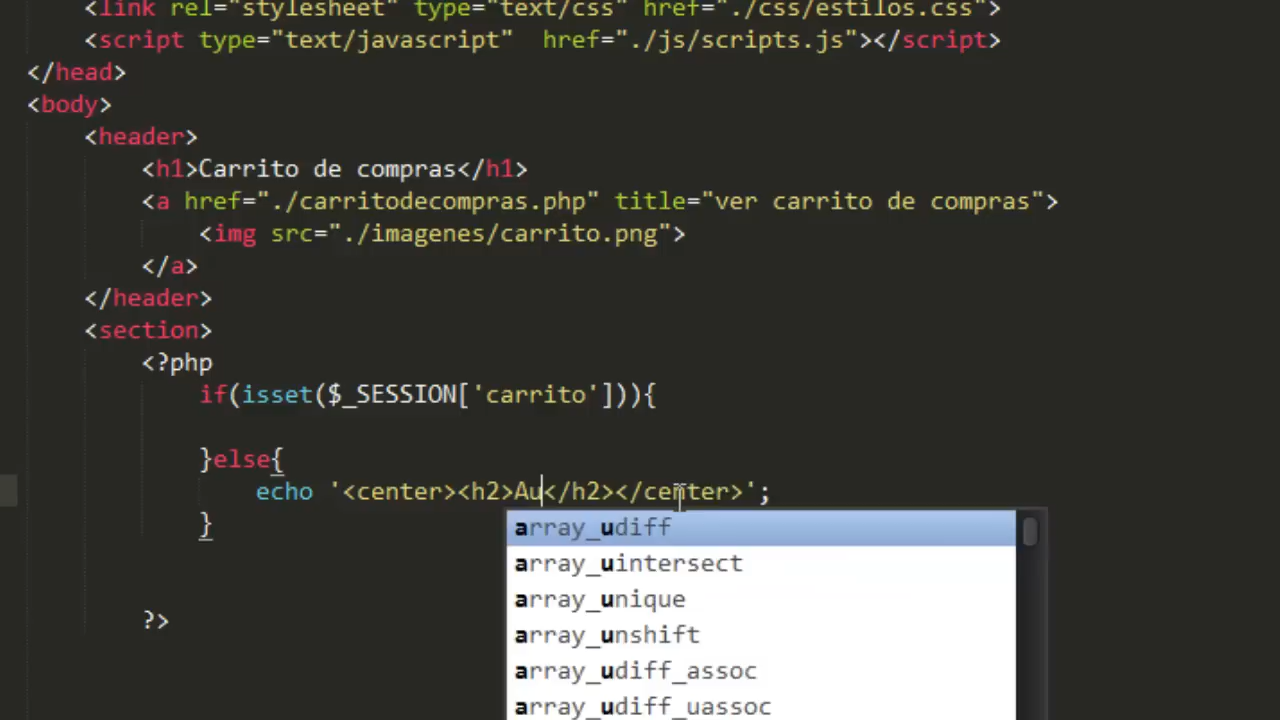 <link rel="stylesheet" type="text/css" href="./css/estilos.css">
<script type="text/javascript"  href="./js/scripts.js"></script>
</head>
<body>
<header>
<h1>Carrito de compras</h1>
<a href="./carritodecompras.php" title="ver carrito de compras">
<img src="./imagenes/carrito.png">
</a>
</header>
<section>
<?php
if(isset($_SESSION['carrito'])){
}else{
echo '<center><h2>Au</h2></center>';
}
array_udiff
array_uintersect
array_unique
array_unshift
array_udiff_assoc
array_udiff_uassoc
?>